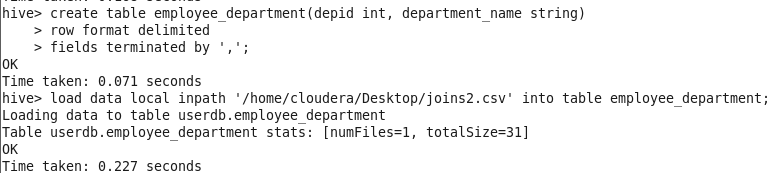 hive> create table employee_department(depid int, department_name string)
    > row format delimited
    > fields terminated by ',';
OK
Time taken: 0.071 seconds
hive> load data local inpath '/home/cloudera/Desktop/joins2.csv' into table employee_department;
Loading data to table userdb.employee_department
Table userdb.employee_department stats: [numFiles=1, totalSize=31]
OK
Time taken: 0.227 seconds